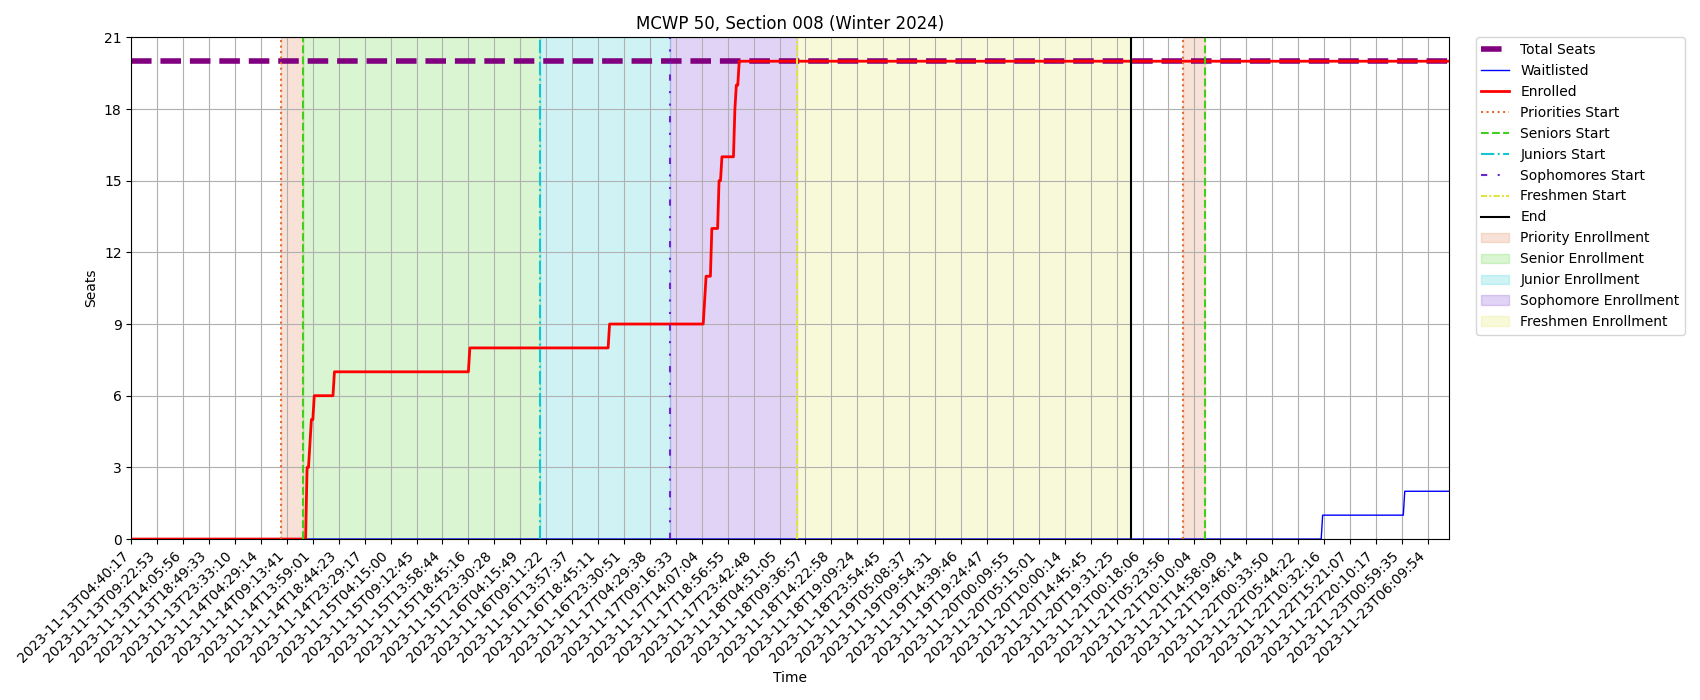 MCWP 50, Section 008 (Winter 2024)
21
18
15
12
9
6
3
0
Seats
2023-11-13T04:40:17
2023-11-13T09:22:53
2023-11-13T14:05:56
2023-11-13T18:49:33
2023-11-13T23:33:10
2023-11-14T04:29:14
2023-11-14T09:13:41
2023-11-14T13:59:01
2023-11-14T18:44:23
2023-11-14T23:29:17
2023-11-15T04:15:00
2023-11-15T09:12:45
2023-11-15T13:58:44
2023-11-15T18:45:16
2023-11-15T23:30:28
2023-11-16T04:15:49
2023-11-16T09:11:22
2023-11-16T13:57:37
2023-11-16T18:45:11
2023-11-16T23:30:51
2023-11-17T04:29:38
2023-11-17T09:16:33
2023-11-17T14:07:04
2023-11-17T18:56:55
2023-11-17T23:42:48
2023-11-18T04:51:05
2023-11-18T09:36:57
2023-11-18T14:22:58
2023-11-18T19:09:24
2023-11-18T23:54:45
2023-11-19T05:08:37
2023-11-19T09:54:31
2023-11-19T14:39:46
2023-11-19T19:24:47
2023-11-20T00:09:55
2023-11-20T05:15:01
2023-11-20T10:00:14
2023-11-20T14:45:45
2023-11-20T19:31:25
2023-11-21T00:18:06
2023-11-21T05:23:56
2023-11-21T10:10:04
2023-11-21T14:58:09
2023-11-21T19:46:14
2023-11-22T00:33:50
2023-11-22T05:44:22
2023-11-22T10:32:16
2023-11-22T15:21:07
2023-11-22T20:10:17
2023-11-23T00:59:35
2023-11-23T06:09:54
Time
Total Seats
Waitlisted
Enrolled
Priorities Start
Seniors Start
Juniors Start
Sophomores Start
Freshmen Start
End
Priority Enrollment
Senior Enrollment
Junior Enrollment
Sophomore Enrollment
Freshmen Enrollment